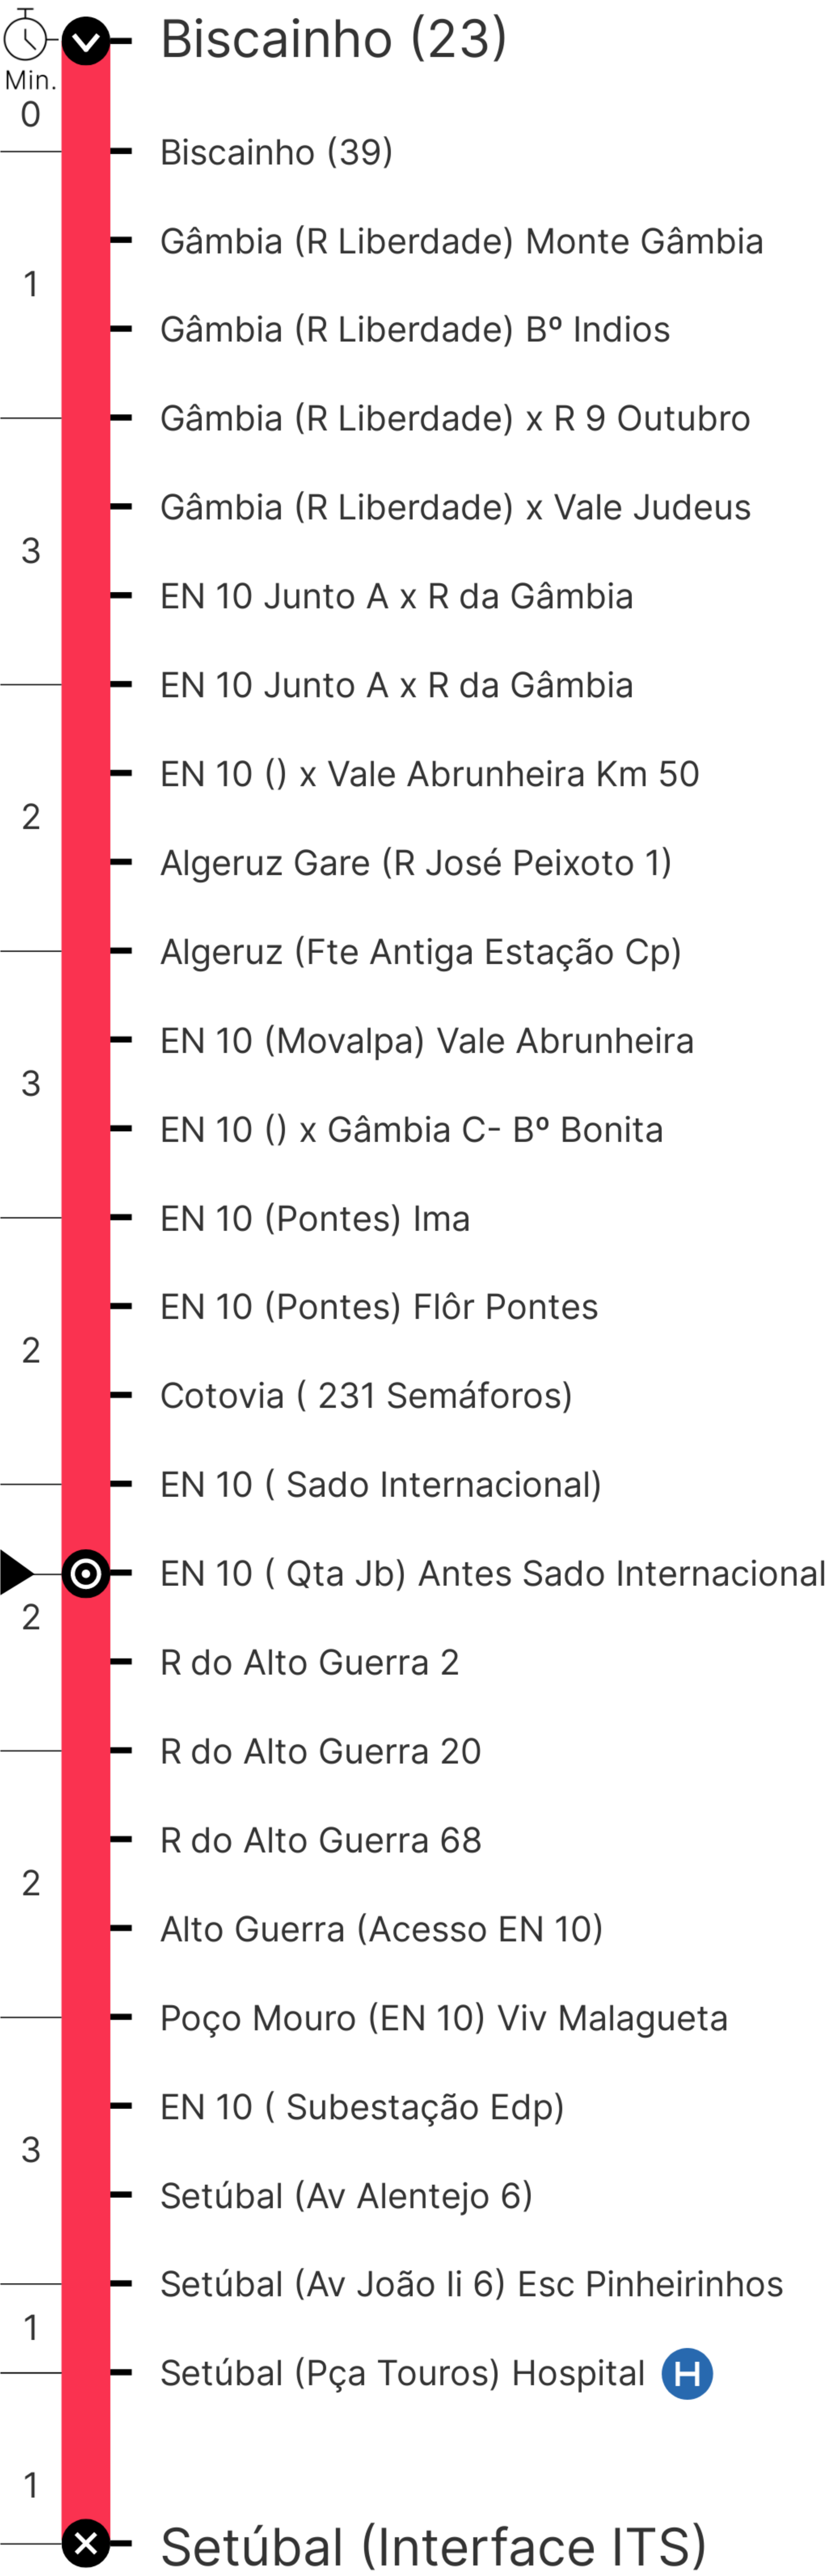 Biscainho (23)
Min.
0
Biscainho (39)
Gâmbia (R Liberdade) Monte Gâmbia
1
Gâmbia (R Liberdade) Bº Indios
Gâmbia (R Liberdade) x R 9 Outubro
Gâmbia (R Liberdade) x Vale Judeus
3
EN 10 Junto A x R da Gâmbia
EN 10 Junto A x R da Gâmbia
EN 10 () x Vale Abrunheira Km 50
2
Algeruz Gare (R José Peixoto 1)
Algeruz (Fte Antiga Estação Cp)
EN 10 (Movalpa) Vale Abrunheira
3
EN 10 () x Gâmbia C- Bº Bonita
EN 10 (Pontes) Ima
EN 10 (Pontes) Flôr Pontes
2
Cotovia ( 231 Semáforos)
EN 10 ( Sado Internacional)
EN 10 ( Qta Jb) Antes Sado Internacional
2
R do Alto Guerra 2
R do Alto Guerra 20
R do Alto Guerra 68
2
Alto Guerra (Acesso EN 10)
Poço Mouro (EN 10) Viv Malagueta
EN 10 ( Subestação Edp)
3
Setúbal (Av Alentejo 6)
Setúbal (Av João Ii 6) Esc Pinheirinhos
1
Setúbal (Pça Touros) Hospital H
1
Setúbal (Interface ITS)